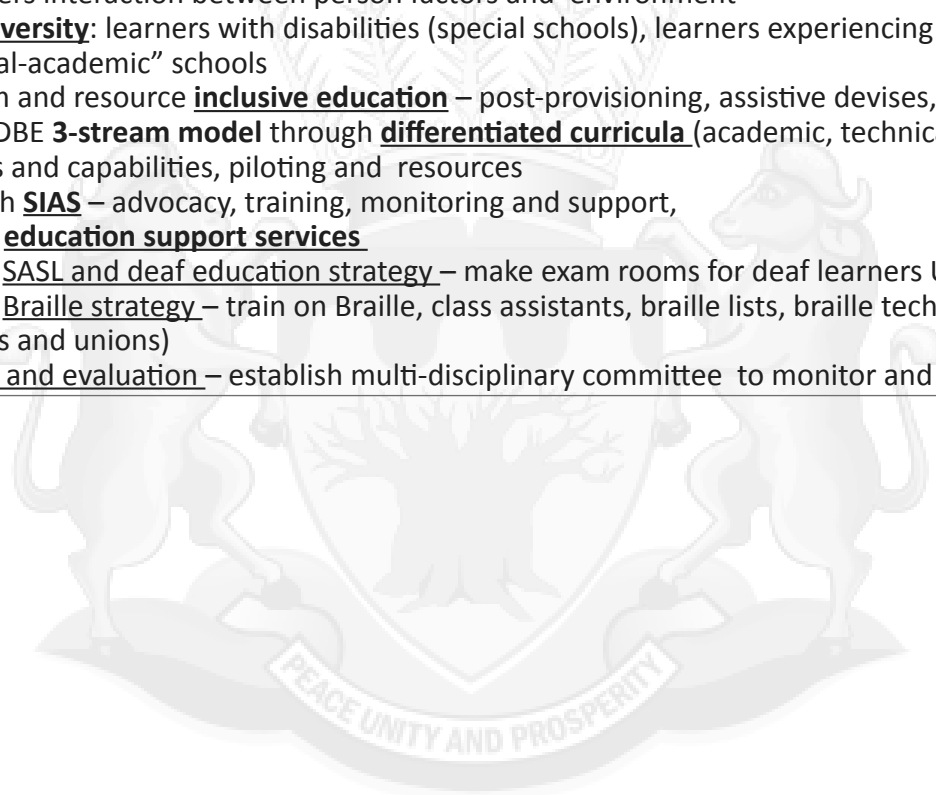 ers interaction between person factors and environment
versity: learners with disabilities (special schools), learners experiencing
al-academic” schools
n and resource inclusive education – post-provisioning, assistive devises,
DBE 3-stream model through differentiated curricula (academic, technica
s and capabilities, piloting and resources
h SIAS – advocacy, training, monitoring and support,
education support services
SASL and deaf education strategy – make exam rooms for deaf learners U
Braille strategy – train on Braille, class assistants, braille lists, braille tech
s and unions)
and evaluation – establish multi-disciplinary committee to monitor and
PEACE UNITY AND PROSPERITY